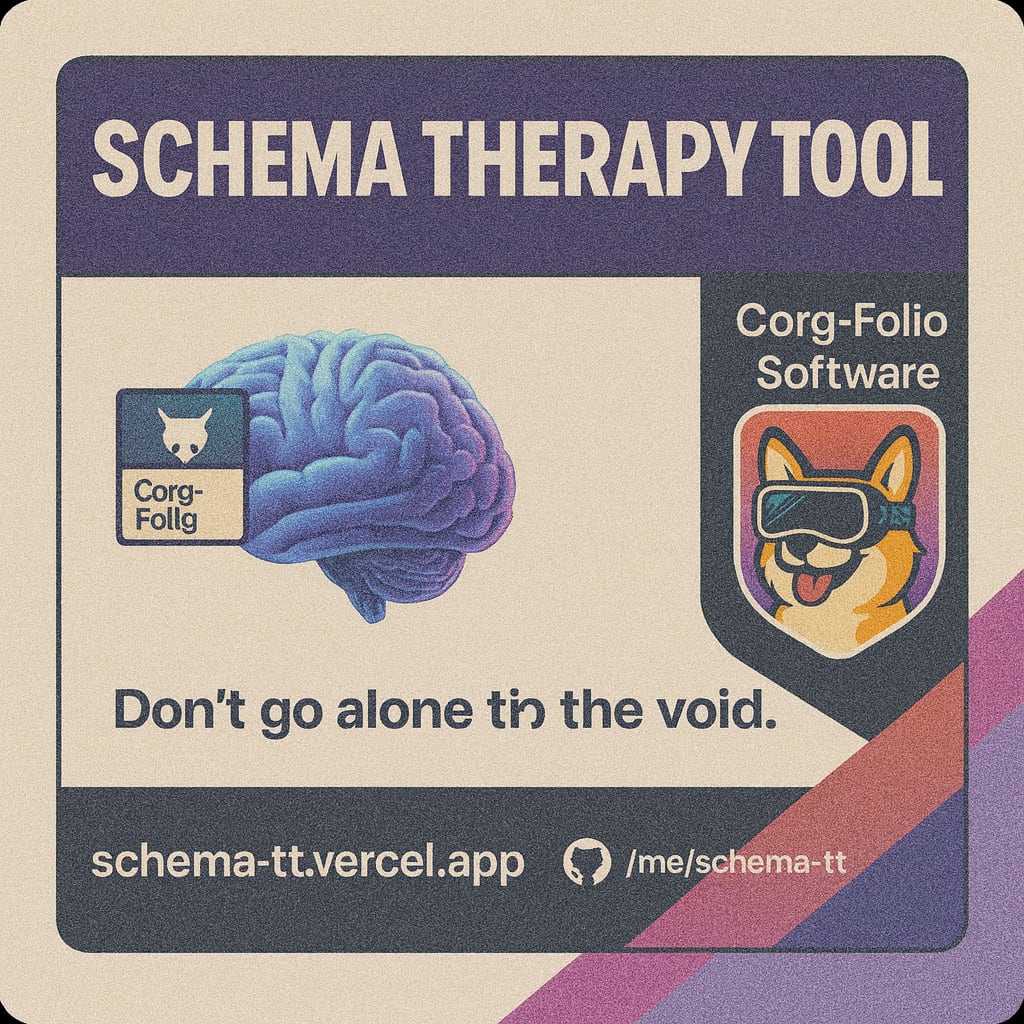 SCHEMA THERAPY TOOL
Corg-Folio
Software
Corg-
Follg
Don't go alone the void.
schema-tt.vercel.app
/me/schema-tt